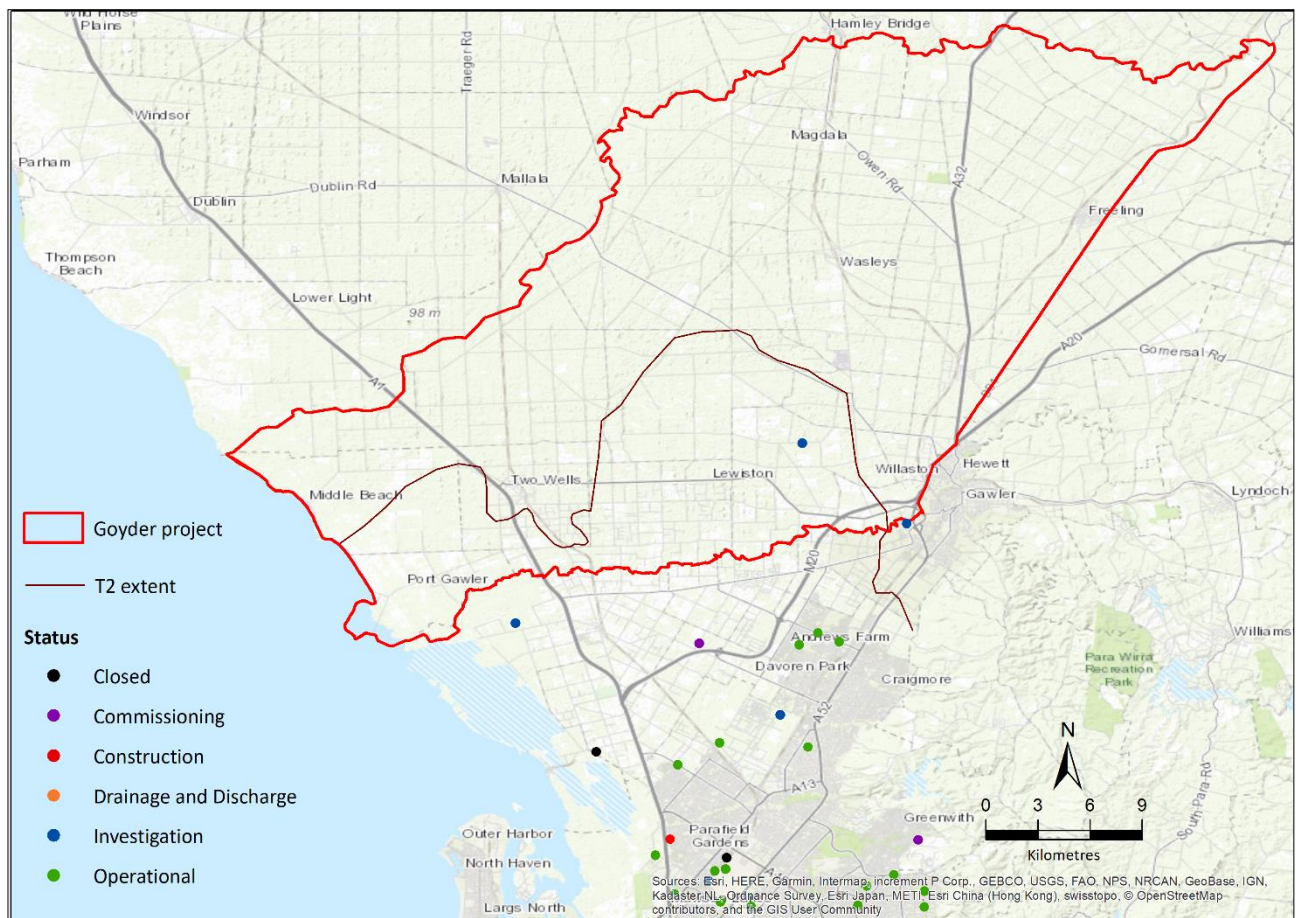 Wild Horse
Plains
Hamley Bridge
Traeger Rd
Windsor
Magdala
Owen Rd
A32
Parham
Dublin Rd
Mallala
Dublin
Freeling
Thompson
Beach
Wasleys
Lower Light
98 m
A20
Gomersal Rd
A1
Two Wells
Lewiston
Willaston
Hewett
Gawler
Lyndoch
Middle Beach
Goyder project
T2 extent
Port Gawler
M20
Status
Closed
Commissioning
Construction
Drainage and Discharge
Investigation
Operational
Andrews Farm
Davoren Park
Craigmore
Para Wirra
Recreation
Park
Williams
A52
A13
N
0 3 6 9
Kilometres
South Para Rd
Greenwith
Parafield
Gardens
Outer Harbor
North Haven
Largs North
Sources: Esri, HERE, Garmin, Intermap, increment P Corp., GEBCO, USGS, FAO, NPS, NRCAN, GeoBase, IGN,
Kadaster NL, Ordnance Survey, Esri Japan, METI, Esri China (Hong Kong), swisstopo, © OpenStreetMap
contributors, and the GIS User Community